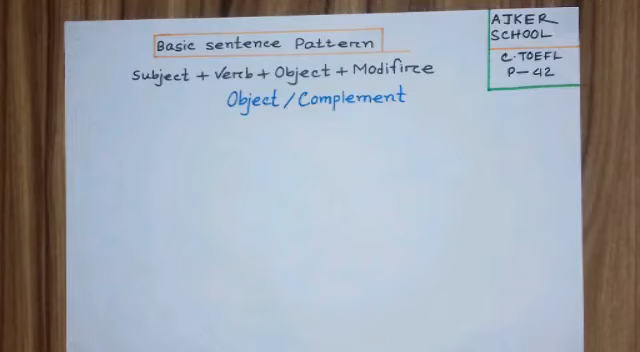 Basic sentence Pattern
Subject + Verb + Object + Modifire
Object / Complement
AJKER
SCHOOL
C. TOEFL
P-42